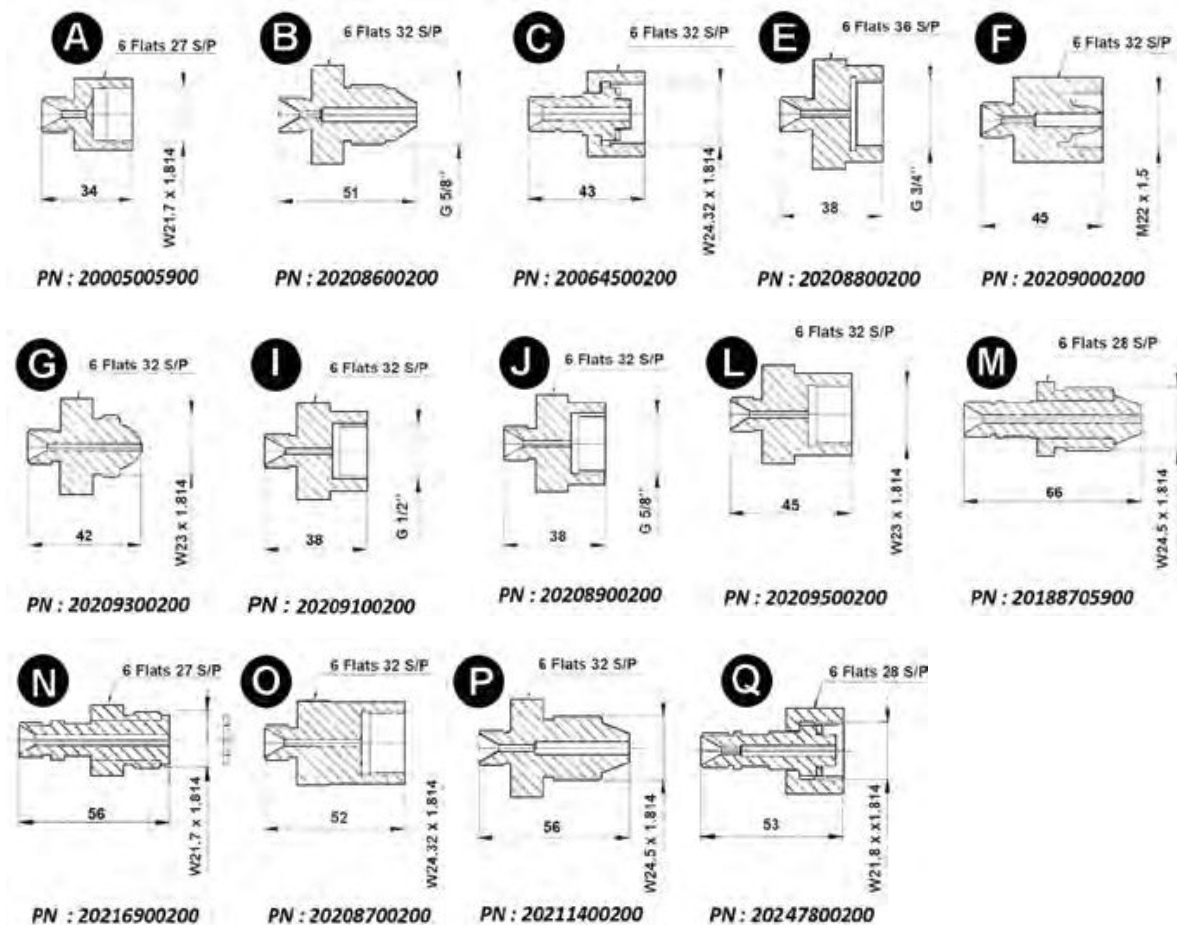 A
6 Flats 27 S/P
34
W21.7 x 1.814
PN : 20005005900
B
6 Flats 32 S/P
51
G 5/8"
PN : 20208600200
C
6 Flats 32 S/P
43
W24.32 x 1.814
PN : 20064500200
E
6 Flats 36 S/P
38
G 3/4"
PN : 20208800200
F
6 Flats 32 S/P
45
M22 x 1.5
PN : 20209000200
G
6 Flats 32 S/P
42
W23 x 1.814
PN : 20209300200
I
6 Flats 32 S/P
38
G 1/2"
PN : 20209100200
J
6 Flats 32 S/P
38
G 5/8"
PN : 20208900200
L
6 Flats 32 S/P
45
W23 x 1.814
PN : 20209500200
M
6 Flats 28 S/P
66
W24.5 x 1.814
PN : 20188705900
N
6 Flats 27 S/P
56
W21.7 x 1.814
PN : 20216900200
O
6 Flats 32 S/P
52
W24.32 x 1.814
PN : 20208700200
P
6 Flats 32 S/P
56
W24.5 x 1.814
PN : 20211400200
Q
6 Flats 28 S/P
53
W21.8 x x1.814
PN : 20247800200